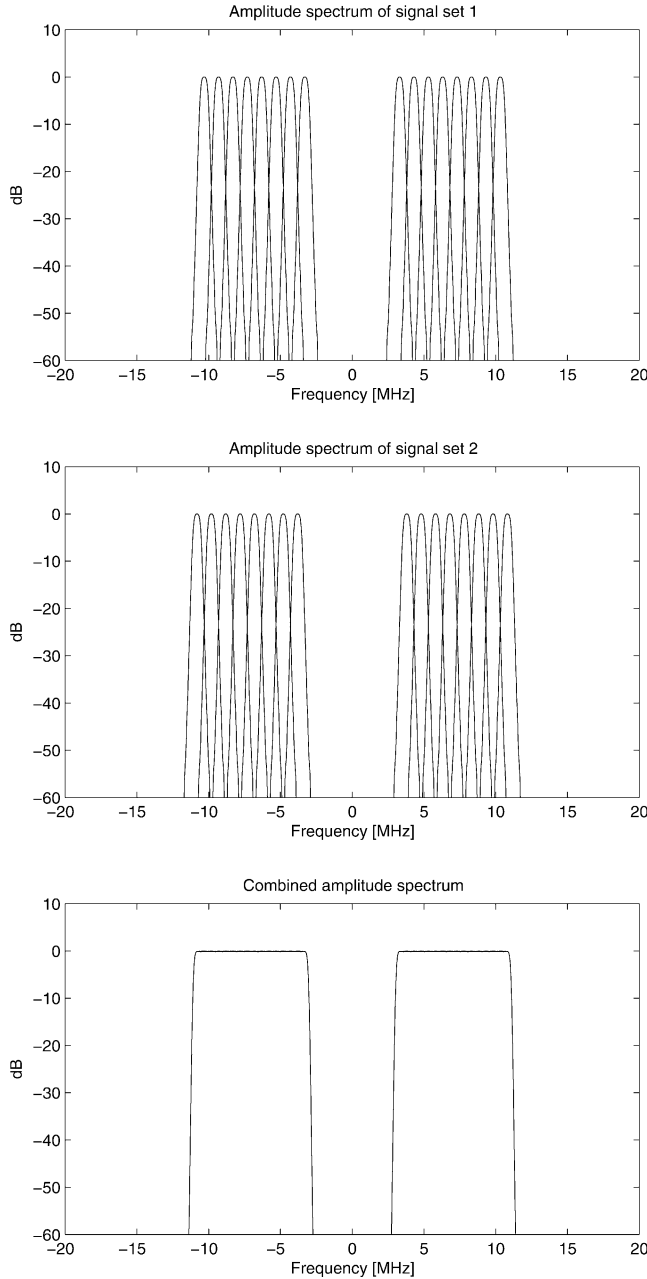 Amplitude spectrum of signal set 1
10
0
−10
−20
−30
−40
−50
−60
dB
−20 −15 −10 −5 0 5 10 15 20
Frequency [MHz]
Amplitude spectrum of signal set 2
10
0
−10
−20
−30
−40
−50
−60
dB
−20 −15 −10 −5 0 5 10 15 20
Frequency [MHz]
Combined amplitude spectrum
10
0
−10
−20
−30
−40
−50
−60
dB
−20 −15 −10 −5 0 5 10 15 20
Frequency [MHz]